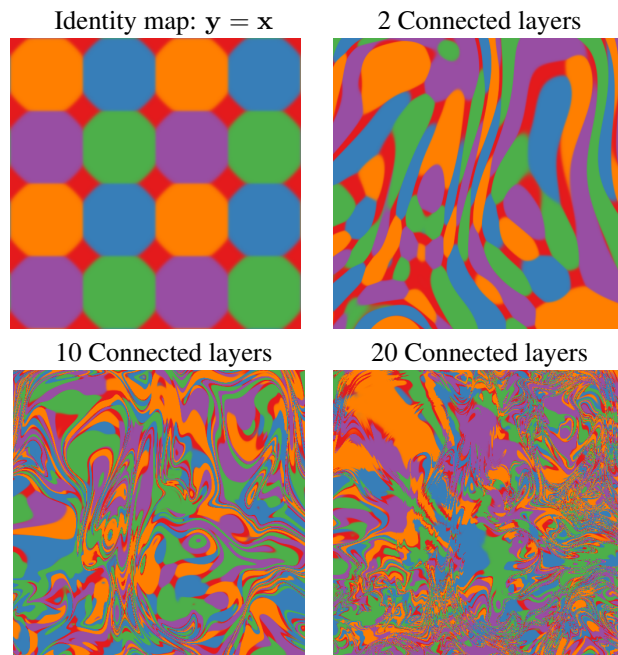 Identity map: y = x
2 Connected layers
10 Connected layers
20 Connected layers